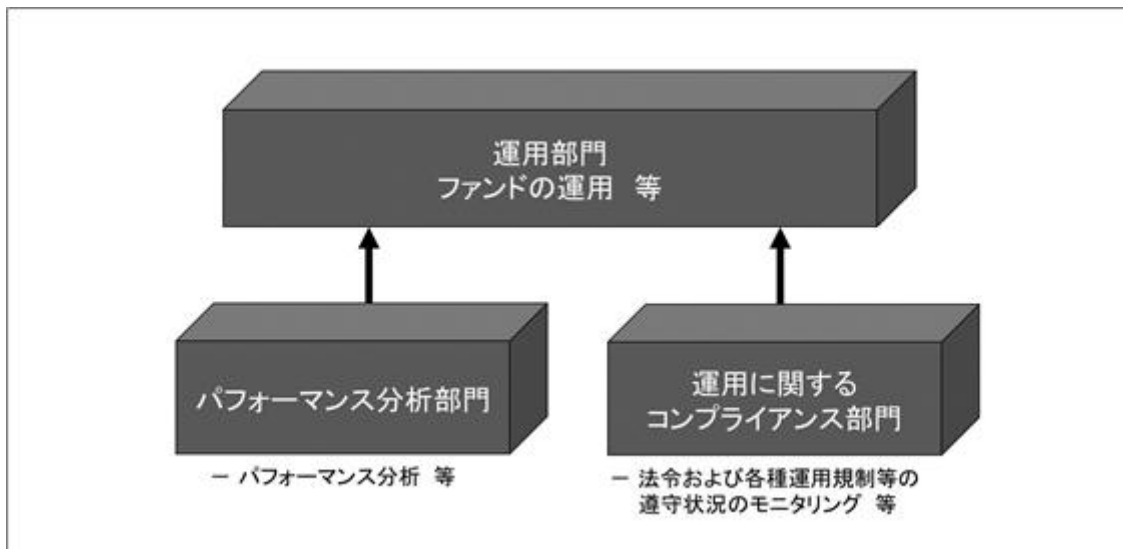 運用部門
ファンドの運用 等
パフォーマンス分析部門
運用に関する
コンプライアンス部門
－ パフォーマンス分析 等
－ 法令および各種運用規制等の
遵守状況のモニタリング 等